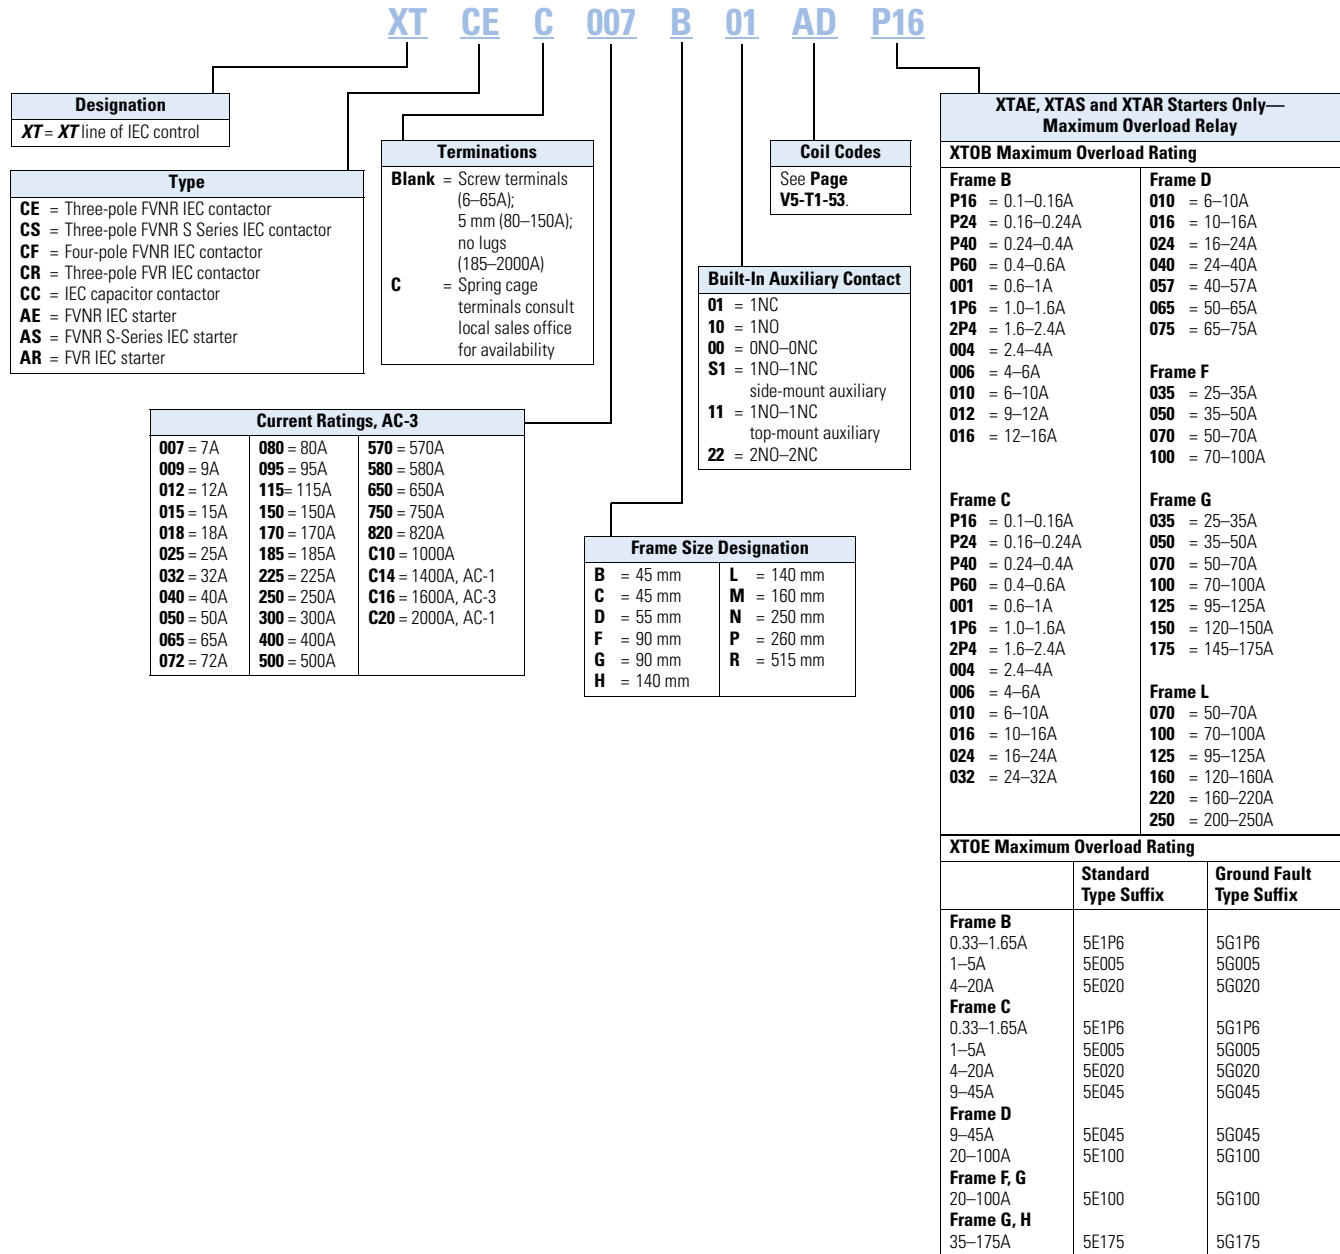 XT CE C 007 B 01 AD P16
Designation
XT = XT line of IEC control
Type
CE = Three-pole FVNR IEC contactor
CS = Three-pole FVNR S Series IEC contactor
CF = Four-pole FVNR IEC contactor
CR = Three-pole FVR IEC contactor
CC = IEC capacitor contactor
AE = FVNR IEC starter
AS = FVNR S-Series IEC starter
AR = FVR IEC starter
Terminations
Blank = Screw terminals
(6–65A);
5 mm (80–150A);
no lugs
(185–2000A)
C = Spring cage
terminals consult
local sales office
for availability
Current Ratings, AC-3
007 = 7A
009 = 9A
012 = 12A
015 = 15A
018 = 18A
025 = 25A
032 = 32A
040 = 40A
050 = 50A
065 = 65A
072 = 72A
080 = 80A
095 = 95A
115= 115A
150 = 150A
170 = 170A
185 = 185A
225 = 225A
250 = 250A
300 = 300A
400 = 400A
500 = 500A
570 = 570A
580 = 580A
650 = 650A
750 = 750A
820 = 820A
C10 = 1000A
C14 = 1400A, AC-1
C16 = 1600A, AC-3
C20 = 2000A, AC-1
Frame Size Designation
B = 45 mm
C = 45 mm
D = 55 mm
F = 90 mm
G = 90 mm
H = 140 mm
L = 140 mm
M = 160 mm
N = 250 mm
P = 260 mm
R = 515 mm
Built-In Auxiliary Contact
01 = 1NC
10 = 1NO
00 = 0NO–0NC
S1 = 1NO–1NC
side-mount auxiliary
11 = 1NO–1NC
top-mount auxiliary
22 = 2NO–2NC
Coil Codes
See Page
V5-T1-53.
XTAE, XTAS and XTAR Starters Only—
Maximum Overload Relay
XTOB Maximum Overload Rating
Frame B
P16 = 0.1–0.16A
P24 = 0.16–0.24A
P40 = 0.24–0.4A
P60 = 0.4–0.6A
001 = 0.6–1A
1P6 = 1.0–1.6A
2P4 = 1.6–2.4A
004 = 2.4–4A
006 = 4–6A
010 = 6–10A
012 = 9–12A
016 = 12–16A
Frame C
P16 = 0.1–0.16A
P24 = 0.16–0.24A
P40 = 0.24–0.4A
P60 = 0.4–0.6A
001 = 0.6–1A
1P6 = 1.0–1.6A
2P4 = 1.6–2.4A
004 = 2.4–4A
006 = 4–6A
010 = 6–10A
016 = 10–16A
024 = 16–24A
032 = 24–32A
Frame D
010 = 6–10A
016 = 10–16A
024 = 16–24A
040 = 24–40A
057 = 40–57A
065 = 50–65A
075 = 65–75A
Frame F
035 = 25–35A
050 = 35–50A
070 = 50–70A
100 = 70–100A
Frame G
035 = 25–35A
050 = 35–50A
070 = 50–70A
100 = 70–100A
125 = 95–125A
150 = 120–150A
175 = 145–175A
Frame L
070 = 50–70A
100 = 70–100A
125 = 95–125A
160 = 120–160A
220 = 160–220A
250 = 200–250A
XTOE Maximum Overload Rating
Standard Ground Fault
Type Suffix Type Suffix
Frame B
0.33–1.65A 5E1P6 5G1P6
1–5A 5E005 5G005
4–20A 5E020 5G020
Frame C
0.33–1.65A 5E1P6 5G1P6
1–5A 5E005 5G005
4–20A 5E020 5G020
9–45A 5E045 5G045
Frame D
9–45A 5E045 5G045
20–100A 5E100 5G100
Frame F, G
20–100A 5E100 5G100
Frame G, H
35–175A 5E175 5G175